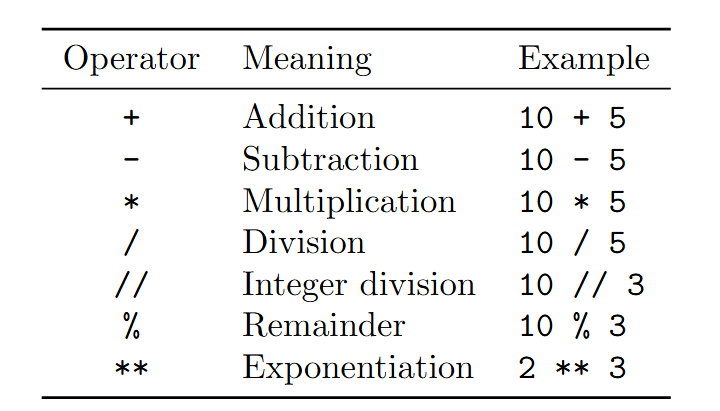 Operator Meaning Example
+ Addition 10 + 5
- Subtraction 10 - 5
* Multiplication 10 * 5
/ Division 10 / 5
// Integer division 10 // 3
% Remainder 10 % 3
** Exponentiation 2 ** 3